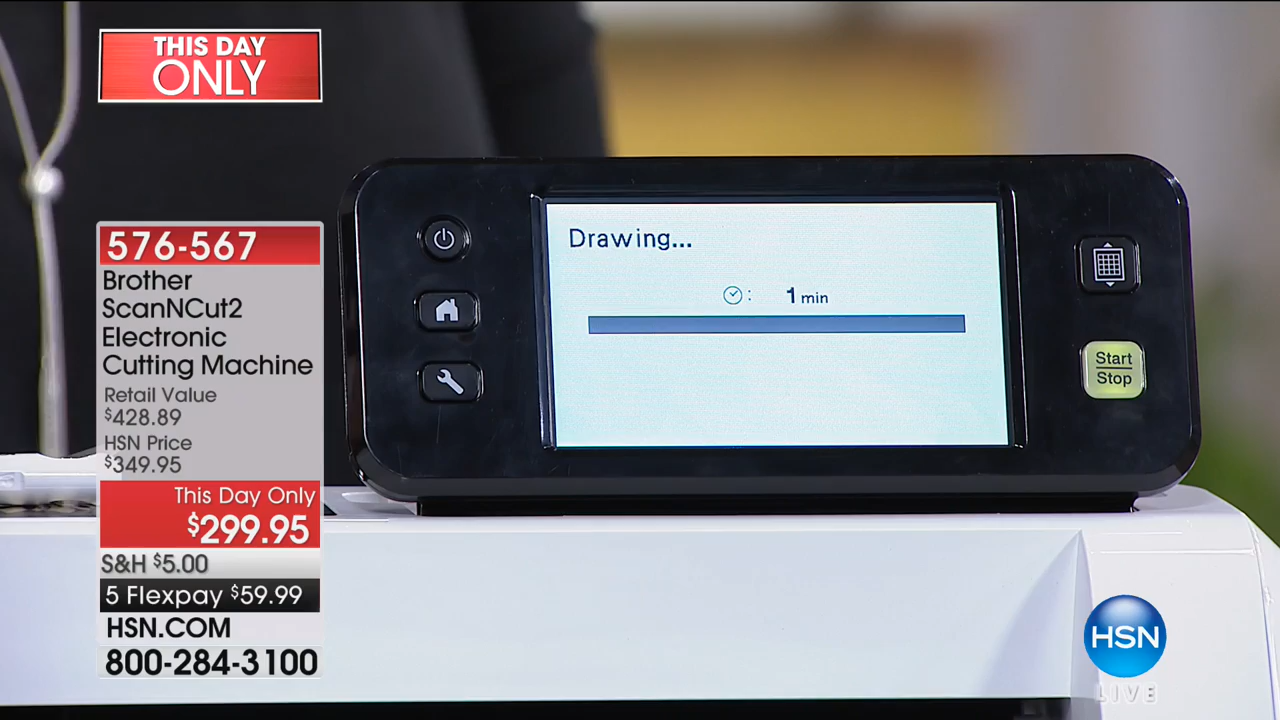 THIS DAY
ONLY
576-567
Brother
ScanNCut2
Electronic
Cutting Machine
Retail Value
$428.89
HSN Price
$349.95
This Day Only
$299.95
S&H $5.00
5 Flexpay $59.99
HSN.COM
800-284-3100
Drawing...
: 1 min
Start
Stop
HSN
LIVE